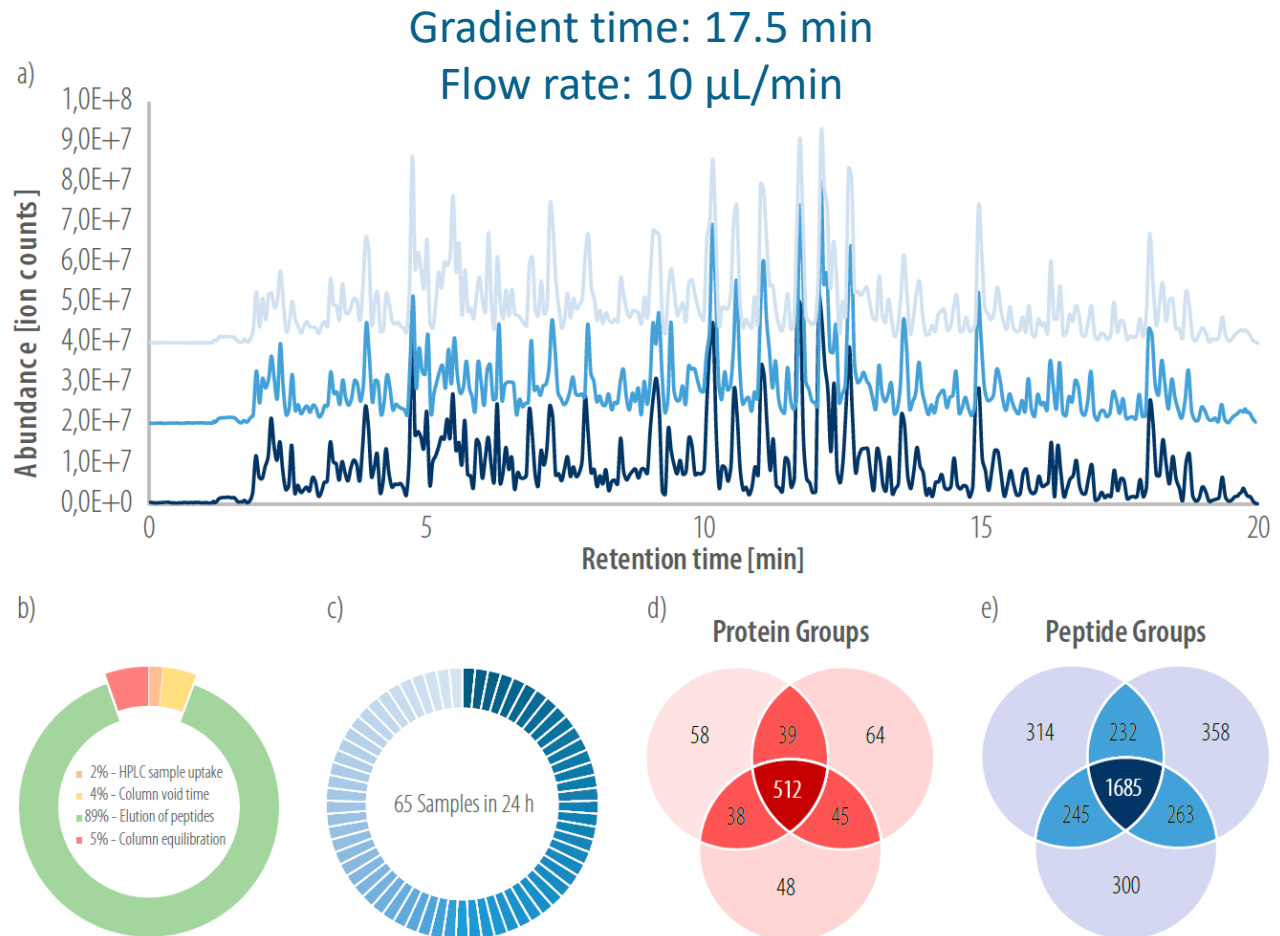 Gradient time: 17.5 min
Flow rate: 10 µL/min
a)
Abundance [ion counts]
1,0E+8
9,0E+7
8,0E+7
7,0E+7
6,0E+7
5,0E+7
4,0E+7
3,0E+7
2,0E+7
1,0E+7
0,0E+0
0 5 10 15 20
Retention time [min]
b)
2% – HPLC sample uptake
4% – Column void time
89% – Elution of peptides
5% – Column equilibration
c)
65 Samples in 24 h
d)
Protein Groups
58 39 64
512
38 45
48
e)
Peptide Groups
314 232 358
1685
245 263
300